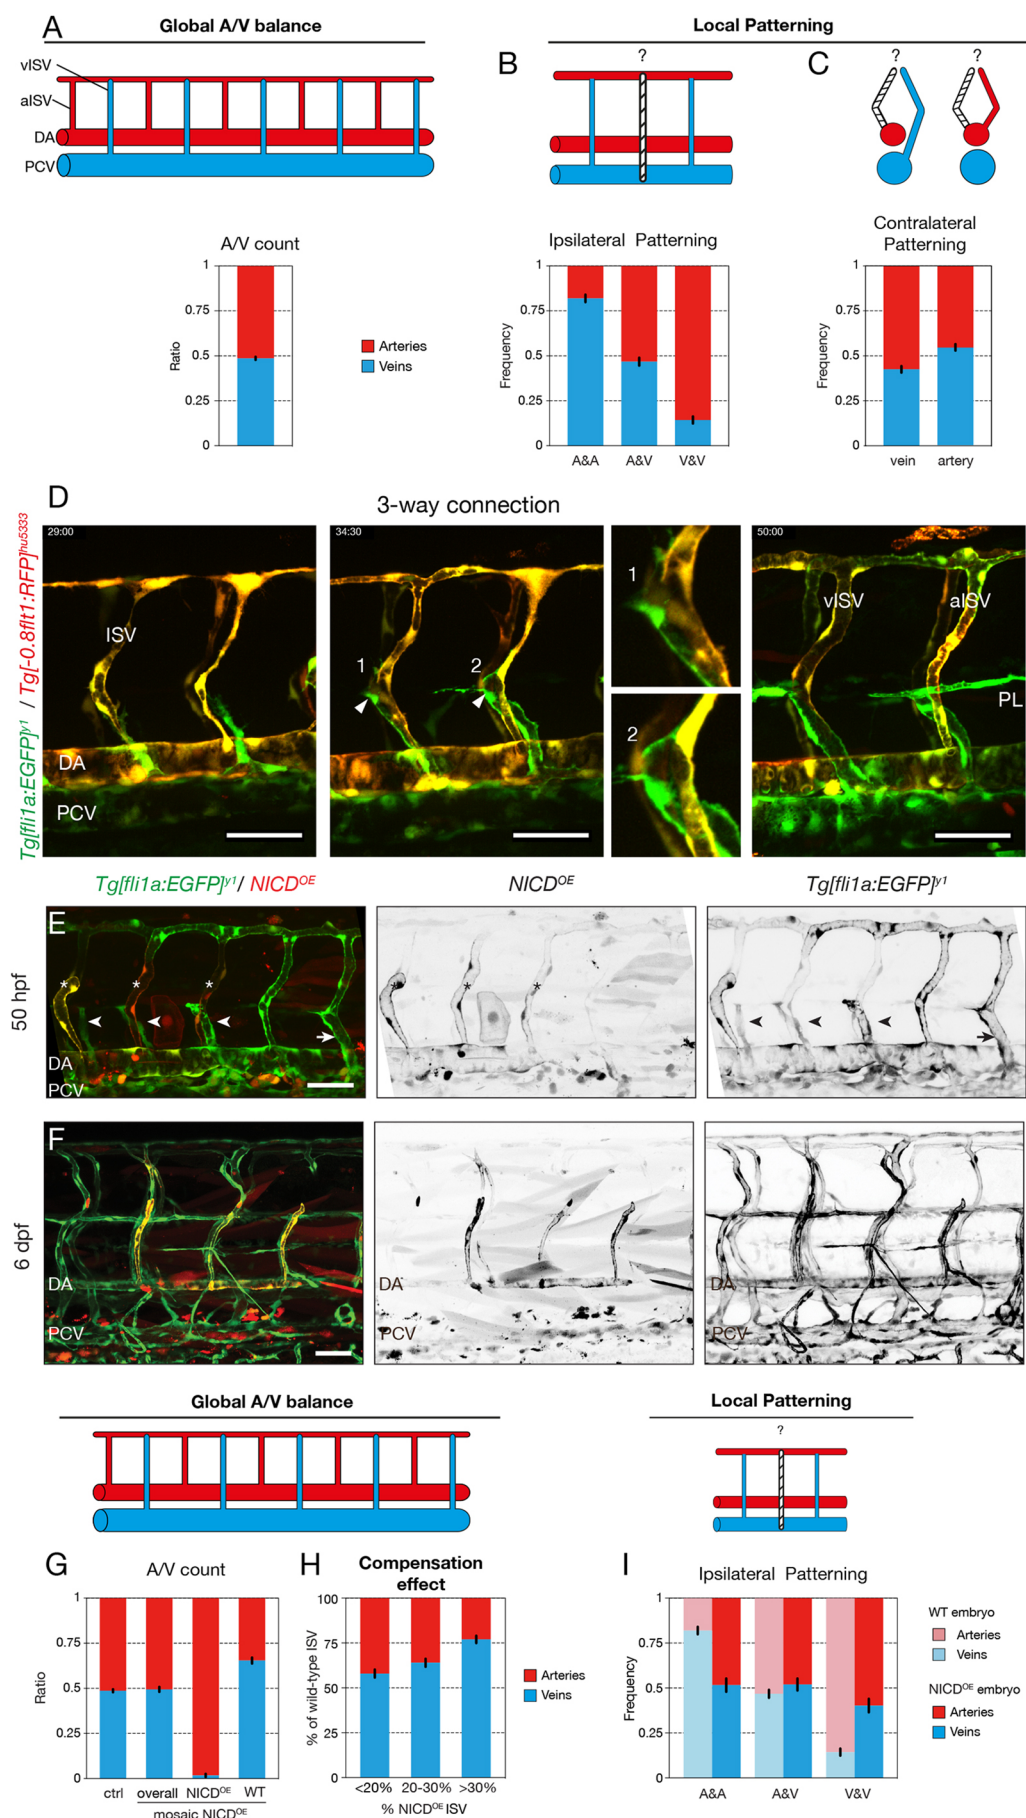 A
Global A/V balance
Local Patterning
vISV
aISV
DA
PCV
B
?
C
?
?
A/V count
1
0.75
0.5
0.25
0
Ratio
Arteries
Veins
Ipsilateral Patterning
1
0.75
0.5
0.25
0
Frequency
A&A
A&V
V&V
Contralateral
Patterning
1
0.75
0.5
0.25
0
Frequency
vein
artery
D
3-way connection
Tg[fli1a:EGFP]y1 / Tg[-0.8flt1:RFP]hu5333
29:00
ISV
DA
PCV
34:30
1
2
1
2
50:00
vISV
aISV
PL
Tg[fli1a:EGFP]y1/ NICDOE
NICDOE
Tg[fli1a:EGFP]y1
E
50 hpf
*
*
*
DA
PCV
*
*
F
6 dpf
DA
PCV
DA
PCV
DA
PCV
Global A/V balance
Local Patterning
?
G
A/V count
1
0.75
0.5
0.25
0
Ratio
ctrl
overall
NICDOE
WT
mosaic NICDOE
H
Compensation
effect
100
75
50
25
0
% of wild-type ISV
<20%
20-30%
>30%
% NICDOE ISV
Arteries
Veins
I
Ipsilateral Patterning
1
0.75
0.5
0.25
0
Frequency
A&A
A&V
V&V
WT embryo
Arteries
Veins
NICDOE embryo
Arteries
Veins